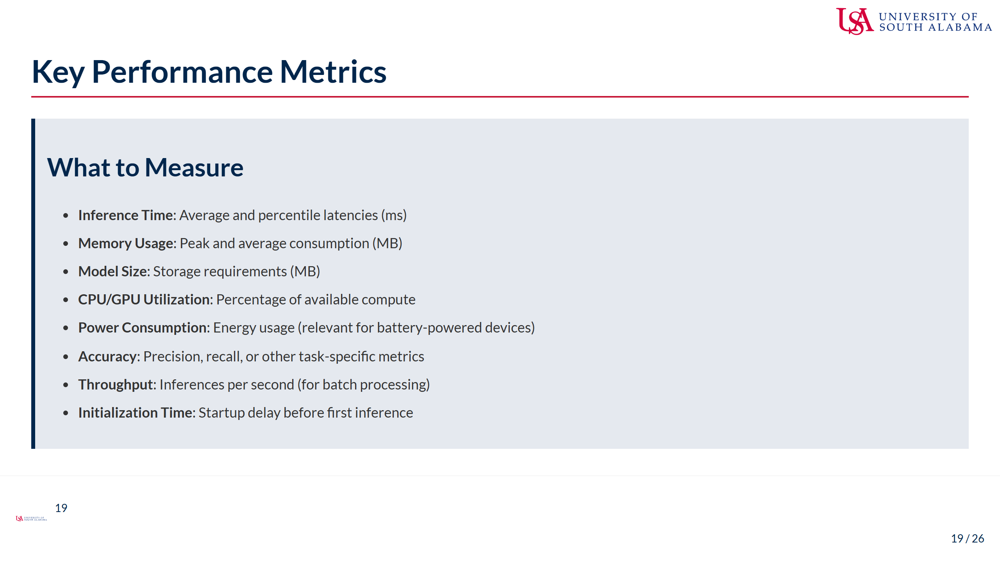 USA UNIVERSITY OF
SOUTH ALABAMA
Key Performance Metrics
What to Measure
• Inference Time: Average and percentile latencies (ms)
• Memory Usage: Peak and average consumption (MB)
• Model Size: Storage requirements (MB)
• CPU/GPU Utilization: Percentage of available compute
• Power Consumption: Energy usage (relevant for battery-powered devices)
• Accuracy: Precision, recall, or other task-specific metrics
• Throughput: Inferences per second (for batch processing)
• Initialization Time: Startup delay before first inference
19
USA UNIVERSITY OF
SOUTH ALABAMA
19 / 26